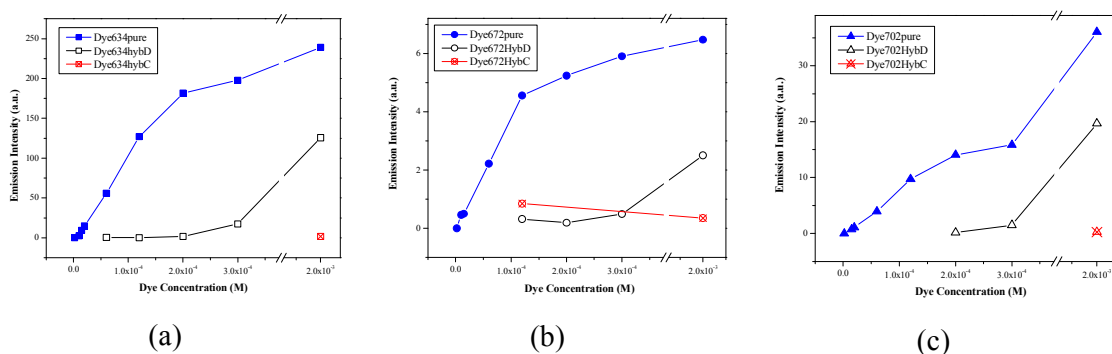 Dye634pure
Dye634hybD
Dye634hybC
250
200
150
100
50
0
Emission Intensity (a.u.)
0.0
1.0x10-4
2.0x10-4
3.0x10-4
2.0x10-3
Dye Concentration (M)
(a)
Dye672pure
Dye672HybD
Dye672HybC
6
4
2
0
Emission Intensity (a.u.)
0.0
1.0x10-4
2.0x10-4
3.0x10-4
2.0x10-3
Dye Concentration (M)
(b)
Dye702pure
Dye702HybD
Dye702HybC
30
20
10
0
Emission Intensity (a.u.)
0.0
1.0x10-4
2.0x10-4
3.0x10-4
2.0x10-3
Dye Concentration (M)
(c)